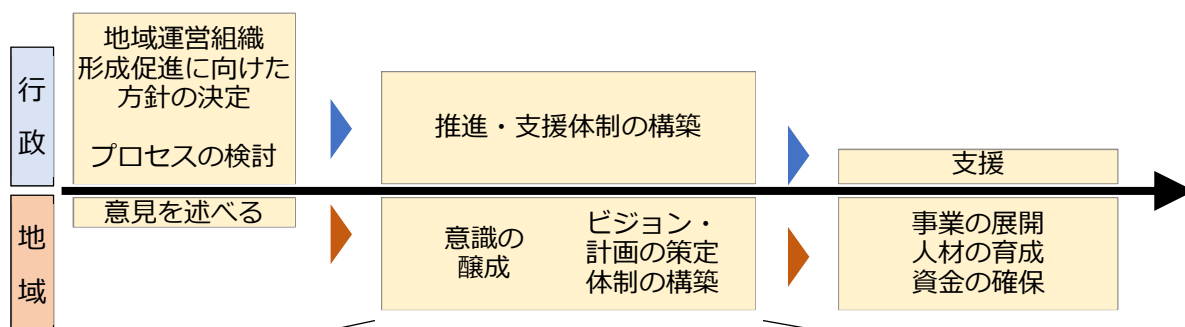 行政
地域運営組織
形成促進に向けた
方針の決定
プロセスの検討
推進・支援体制の構築
支援
地域
意見を述べる
意識の
醸成
ビジョン・
計画の策定
体制の構築
事業の展開
人材の育成
資金の確保